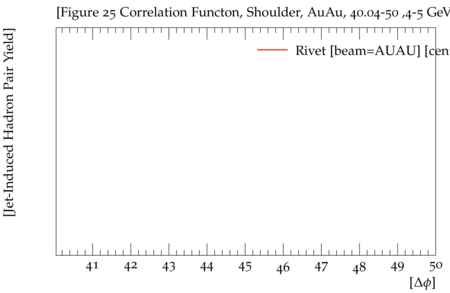 [Figure 25 Correlation Functon, Shoulder, AuAu, 40.04-50 ,4-5 GeV
Rivet [beam=AUAU] [cen
[Jet-Induced Hadron Pair Yield]
41 42 43 44 45 46 47 48 49 50
[Δϕ]